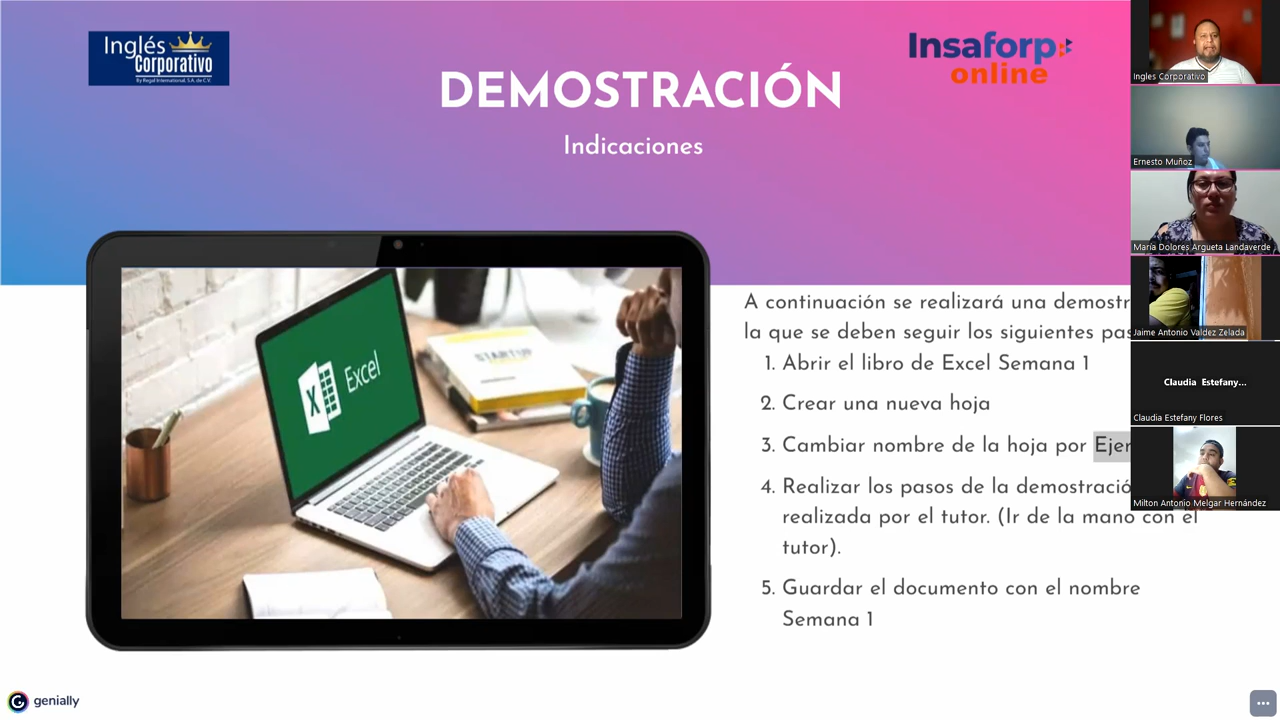 Inglés
Corporativo
By Regal International, S.A. de C.V.
Insaforp
online
DEMOSTRACIÓN
Indicaciones
Excel
STARTUP
A continuación se realizará una demostr
la que se deben seguir los siguientes pas
1. Abrir el libro de Excel Semana 1
2. Crear una nueva hoja
3. Cambiar nombre de la hoja por Ejer
4. Realizar los pasos de la demostració
realizada por el tutor. (Ir de la mano con el
tutor).
5. Guardar el documento con el nombre
Semana 1
genially
Ingles Corporativo
Ernesto Muñoz
María Dolores Argueta Landaverde
Jaime Antonio Valdez Zelada
Claudia Estefany...
Claudia Estefany Flores
Milton Antonio Melgar Hernández